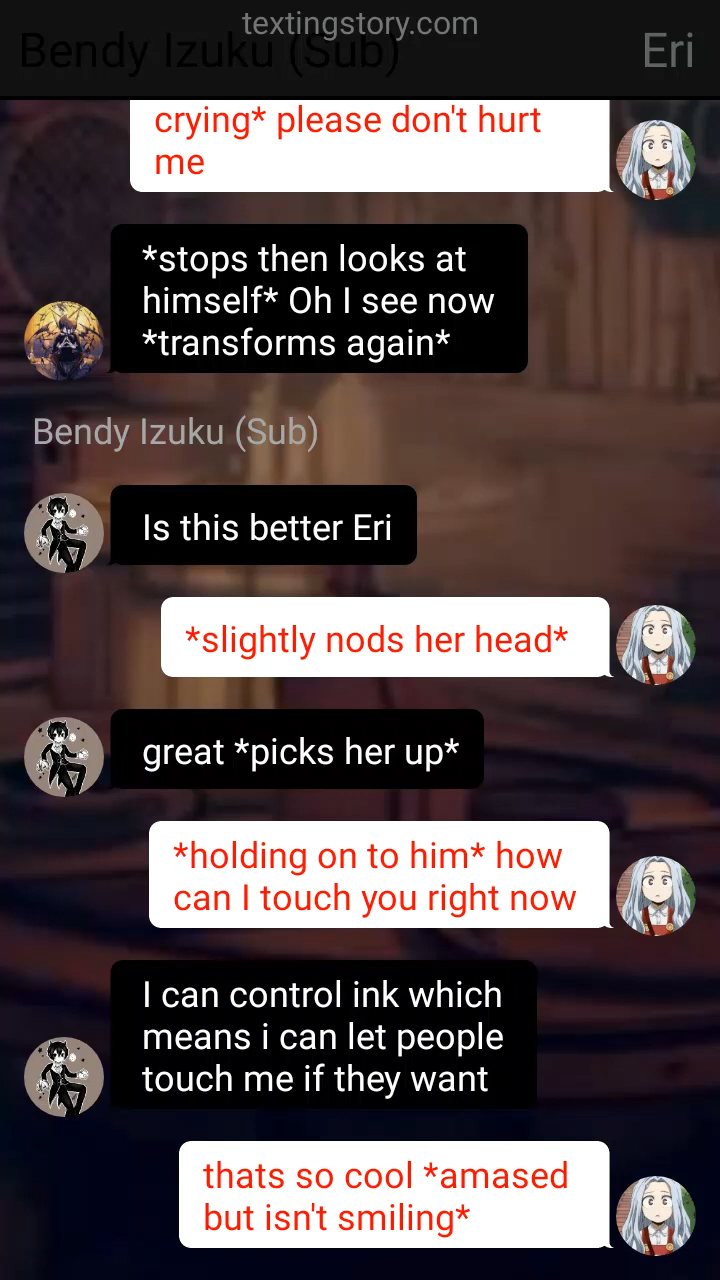 textingstory.com
Bendy Izuku (Sub)
Eri
crying* please don't hurt
me
*stops then looks at
himself* Oh I see now
*transforms again*
Bendy Izuku (Sub)
Is this better Eri
*slightly nods her head*
great *picks her up*
*holding on to him* how
can I touch you right now
I can control ink which
means i can let people
touch me if they want
thats so cool *amased
but isn't smiling*